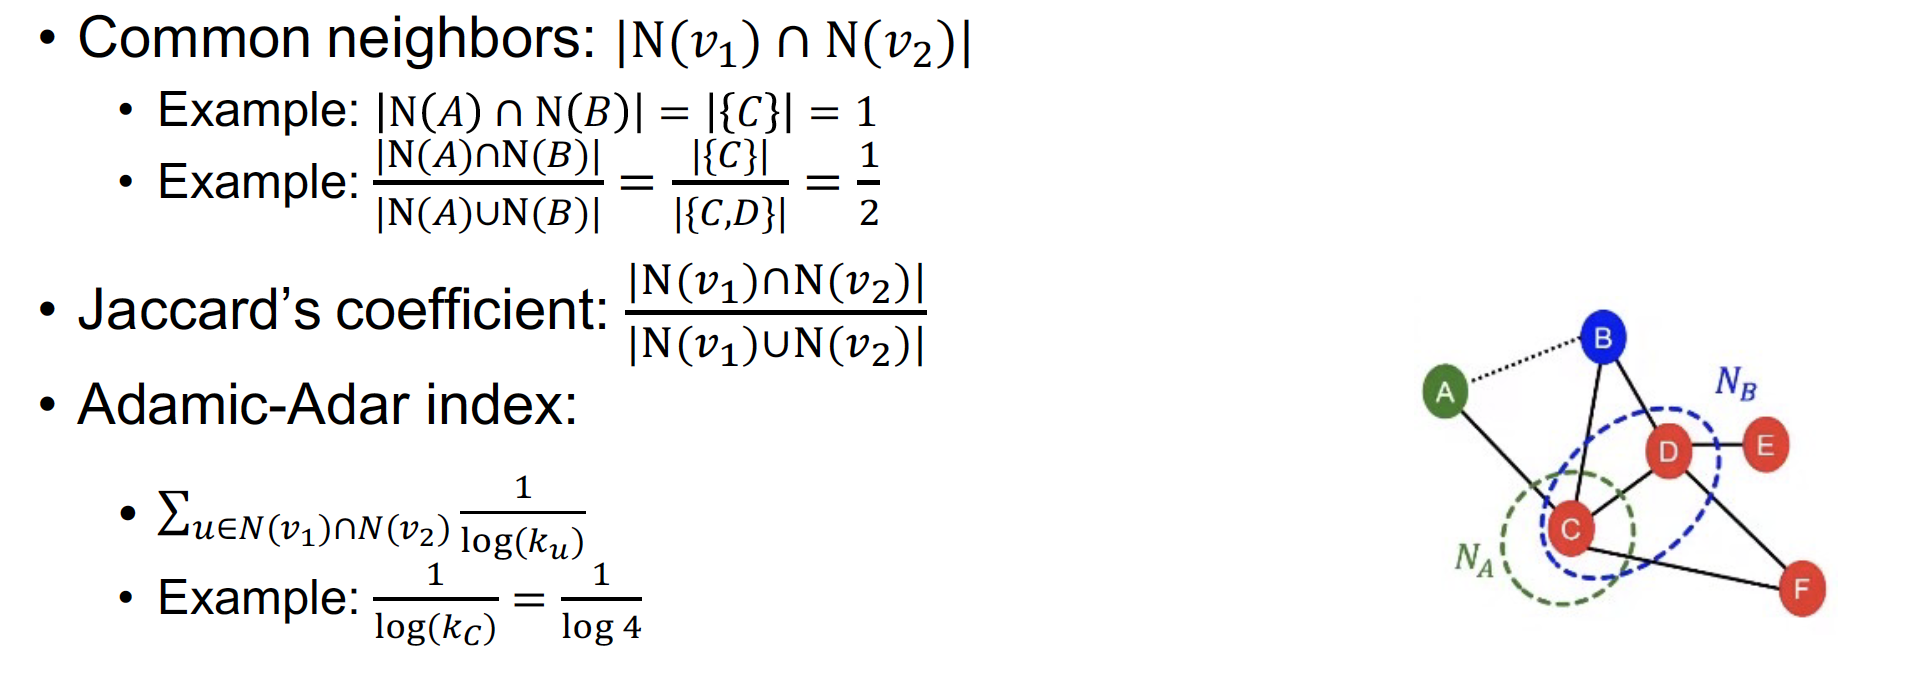 • Common neighbors: |N(v₁) ∩ N(v₂)|
• Example: |N(A) ∩ N(B)| = |{C}| = 1
• Example: |N(A)∩N(B)| / |N(A)∪N(B)| = |{C}| / |{C,D}| = 1 / 2
• Jaccard’s coefficient: |N(v₁)∩N(v₂)| / |N(v₁)∪N(v₂)|
• Adamic-Adar index:
• ∑u∈N(v₁)∩N(v₂) 1 / log(kᵤ)
• Example: 1 / log(k_C) = 1 / log 4
B
A
N_B
D
E
C
N_A
F